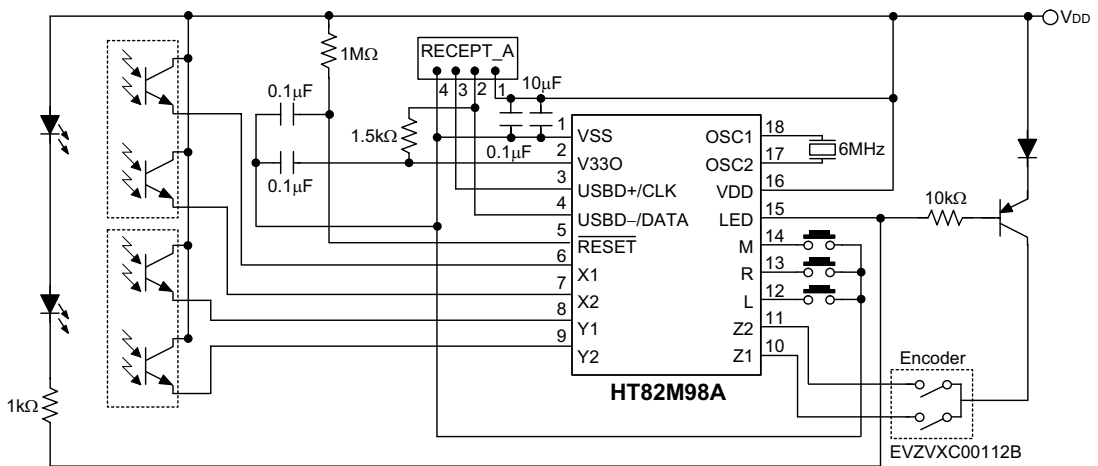 VDD
RECEPT_A
4 3 2 1
1MΩ
10μF
0.1μF
1.5kΩ
0.1μF
0.1μF
1 VSS
2 V33O
3 USBD+/CLK
4 USBD–/DATA
5 RESET
6 X1
7 X2
8 Y1
9 Y2
OSC1 18
OSC2 17
VDD 16
LED 15
M 14
R 13
L 12
Z2 11
Z1 10
6MHz
10kΩ
HT82M98A
Encoder
EVZVXC00112B
1kΩ